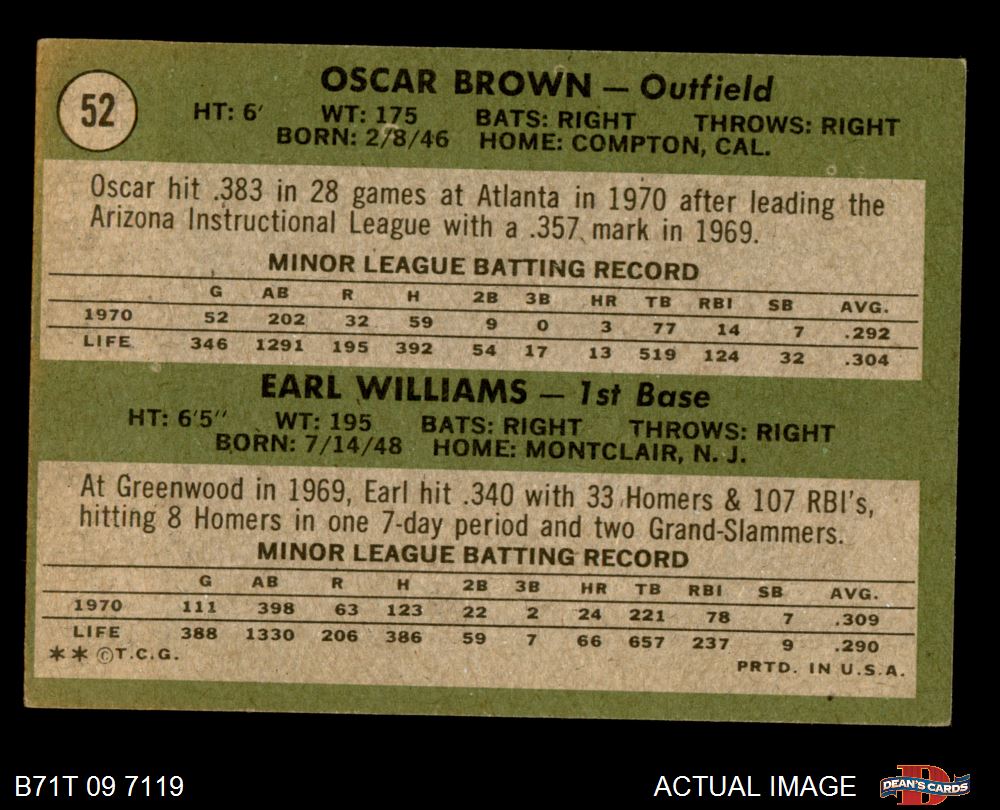 52
OSCAR BROWN — Outfield
HT: 6′ WT: 175 BATS: RIGHT THROWS: RIGHT
BORN: 2/8/46 HOME: COMPTON, CAL.
Oscar hit .383 in 28 games at Atlanta in 1970 after leading the
Arizona Instructional League with a .357 mark in 1969.
MINOR LEAGUE BATTING RECORD
G AB R H 2B 3B HR TB RBI SB AVG.
1970 52 202 32 59 9 0 3 77 14 7 .292
LIFE 346 1291 195 392 54 17 13 519 124 32 .304
EARL WILLIAMS — 1st Base
HT: 6′5″ WT: 195 BATS: RIGHT THROWS: RIGHT
BORN: 7/14/48 HOME: MONTCLAIR, N. J.
At Greenwood in 1969, Earl hit .340 with 33 Homers & 107 RBI's,
hitting 8 Homers in one 7-day period and two Grand-Slammers.
MINOR LEAGUE BATTING RECORD
G AB R H 2B 3B HR TB RBI SB AVG.
1970 111 398 63 123 22 2 24 221 78 7 .309
LIFE 388 1330 206 386 59 7 66 657 237 9 .290
** ©T.C.G. PRTD. IN U.S.A.
B71T 09 7119 ACTUAL IMAGE DEAN'S CARDS